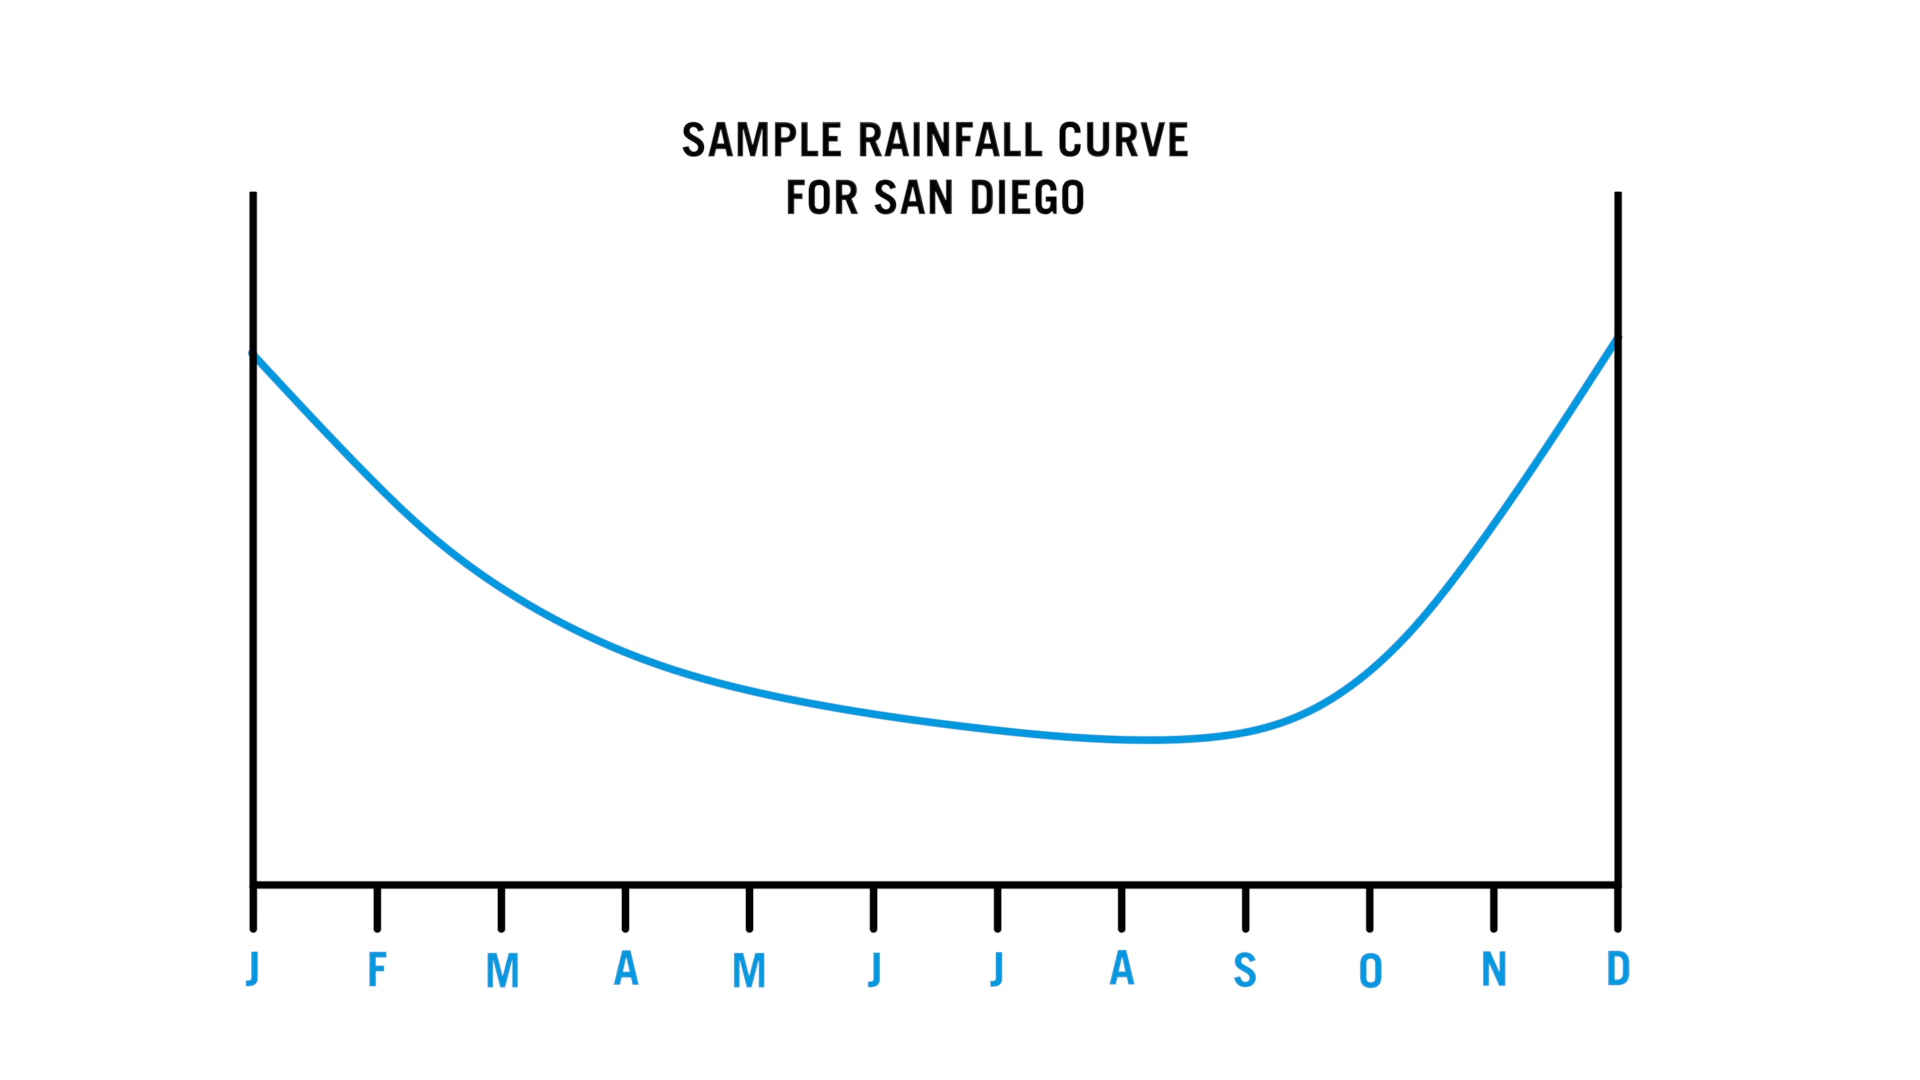 SAMPLE RAINFALL CURVE
FOR SAN DIEGO
J F M A M J J A S O N D